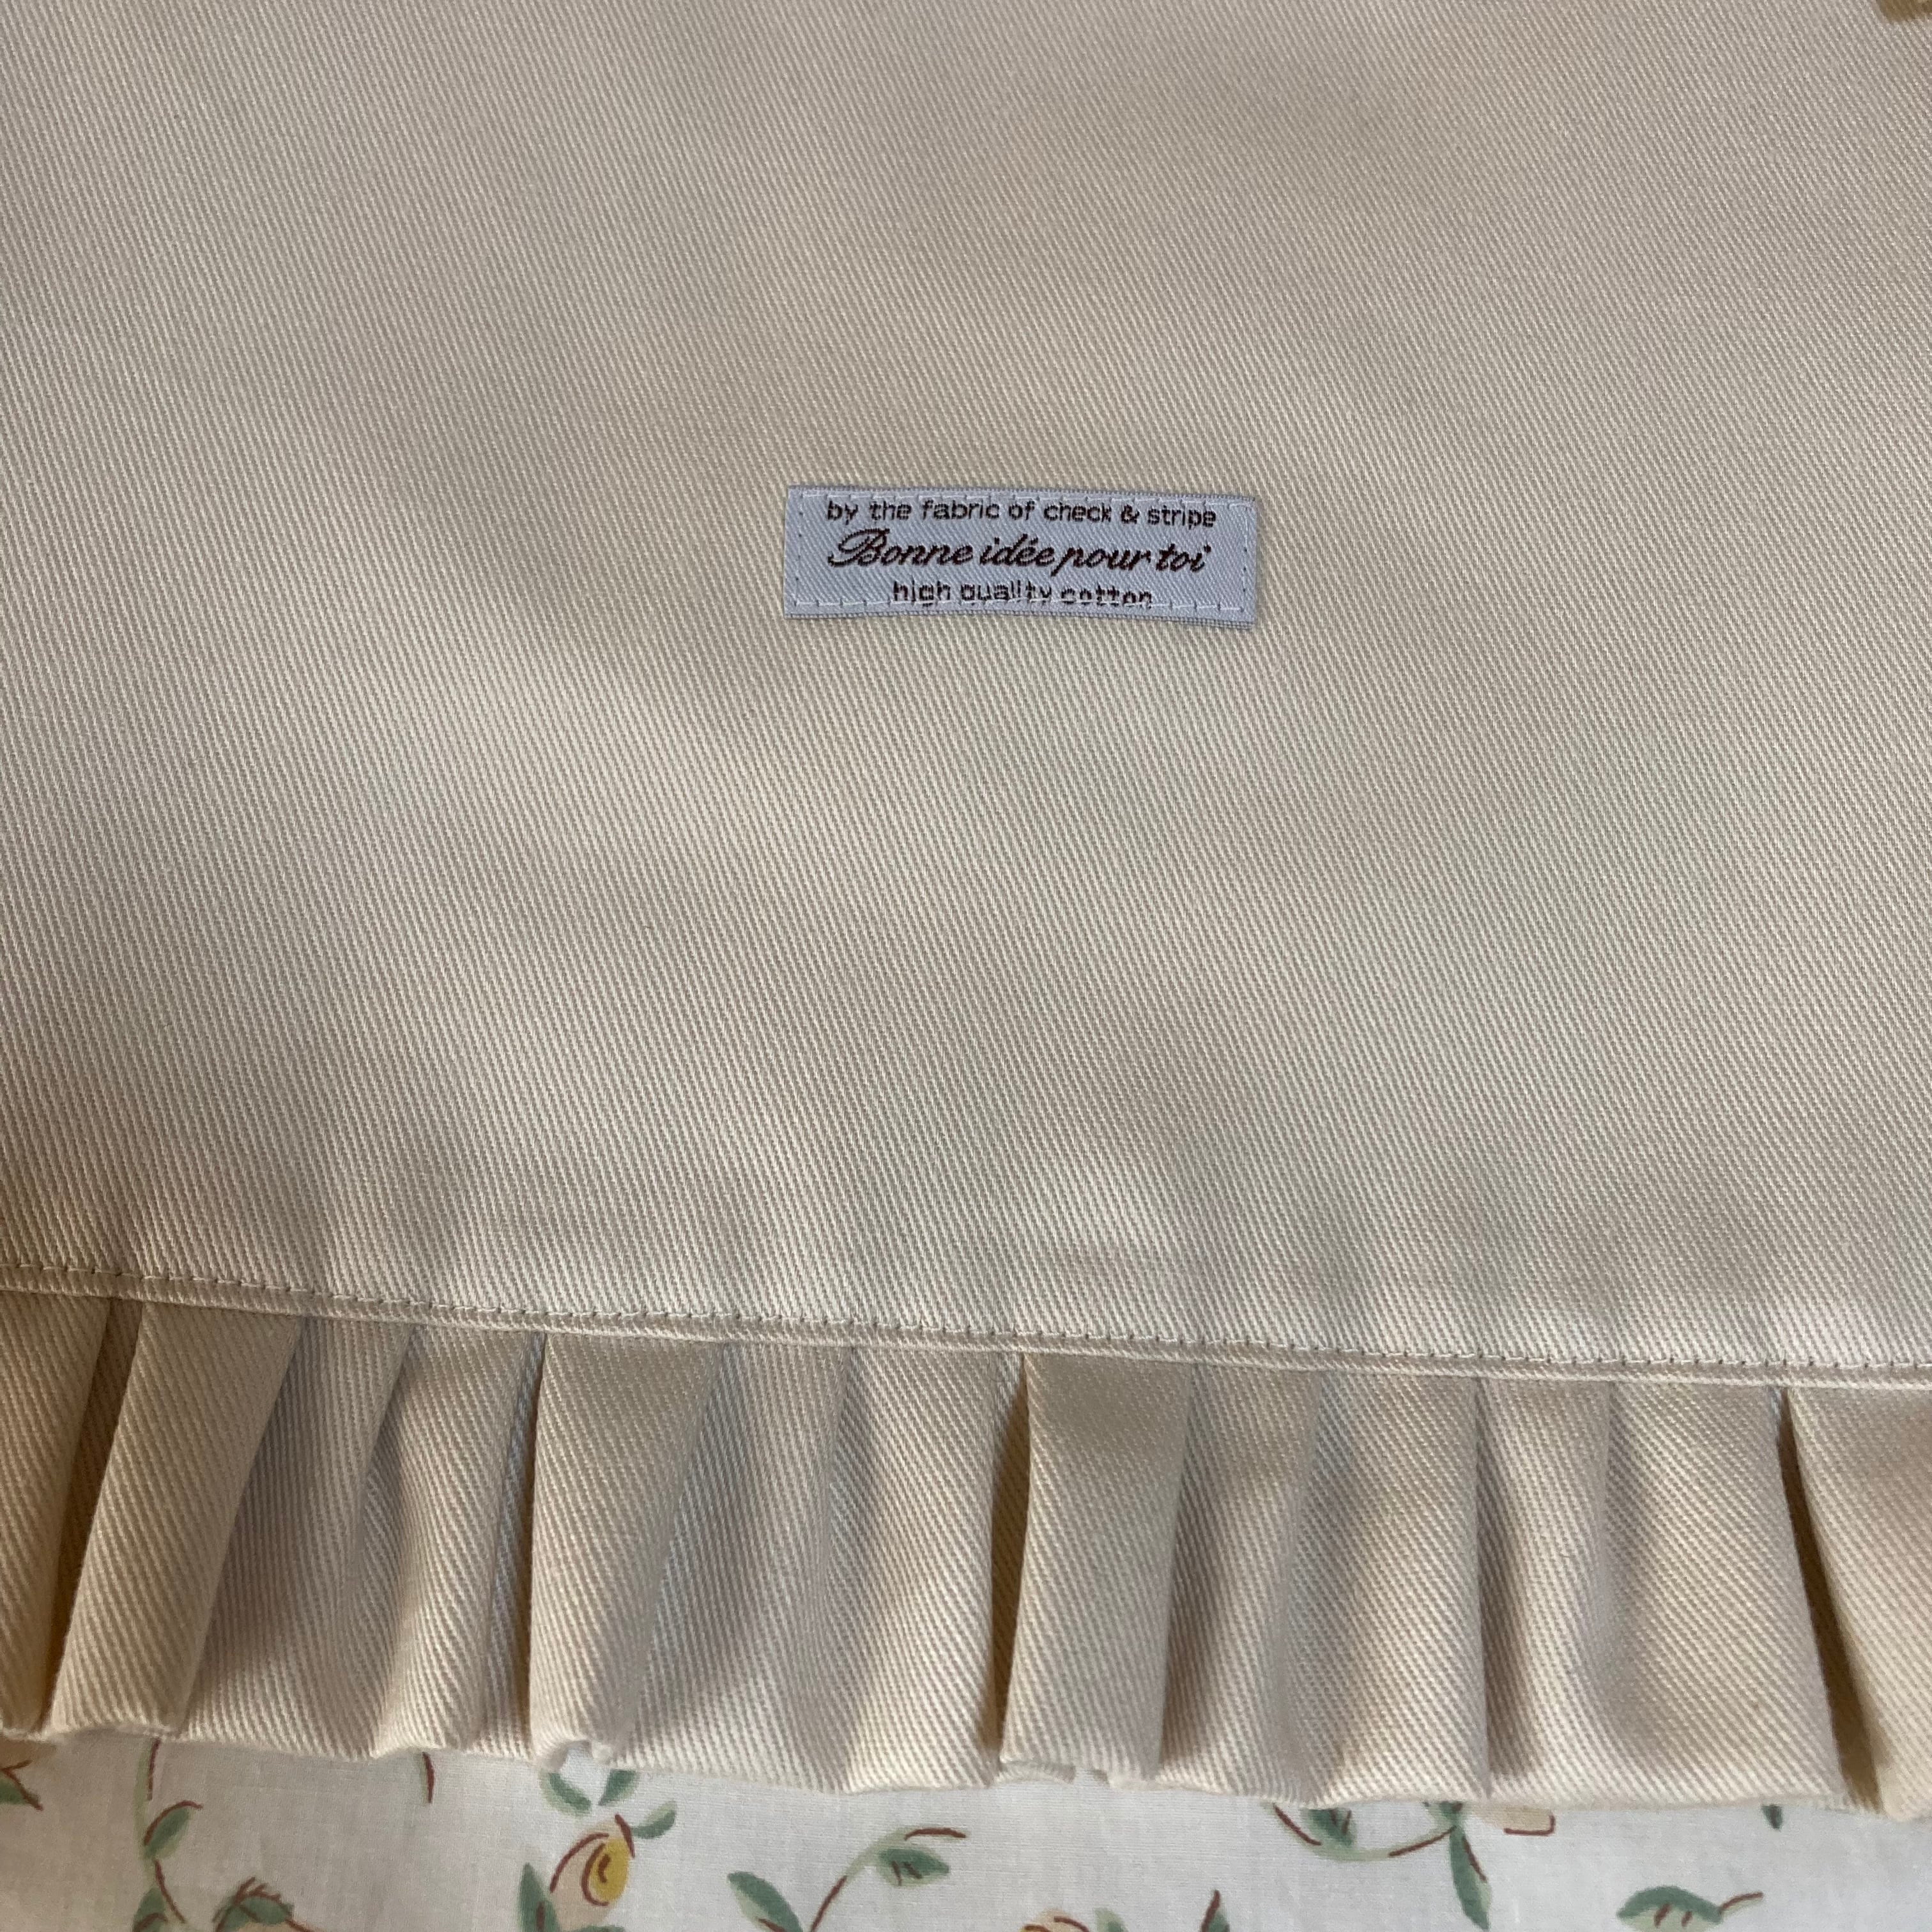 by the fabric of check & stripe
Bonne idée pour toi
high quality cotton